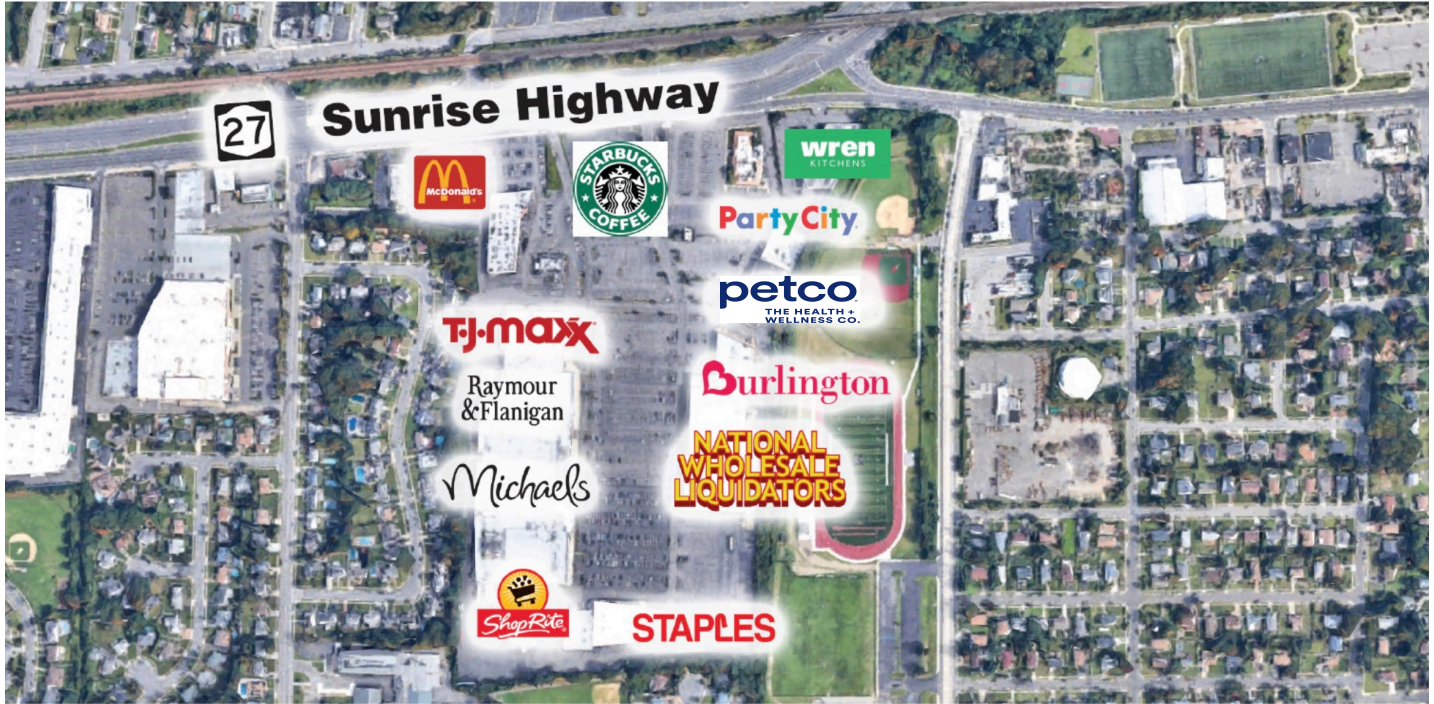 27
Sunrise Highway
McDonald's
STARBUCKS
COFFEE
wren
KITCHENS
Party City
petco
THE HEALTH +
WELLNESS CO.
T·J·maxx
Raymour
&Flanigan
Burlington
Michaels
NATIONAL
WHOLESALE
LIQUIDATORS
ShopRite
STAPLES